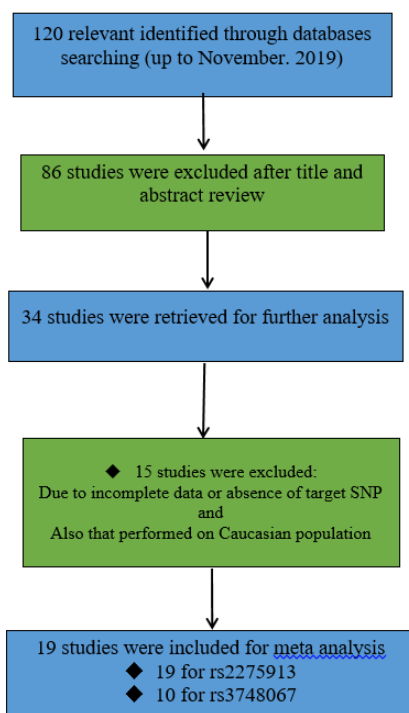 120 relevant identified through databases
searching (up to November. 2019)
86 studies were excluded after title and
abstract review
34 studies were retrieved for further analysis
◆ 15 studies were excluded:
Due to incomplete data or absence of target SNP
and
Also that performed on Caucasian population
19 studies were included for meta analysis
◆ 19 for rs2275913
◆ 10 for rs3748067